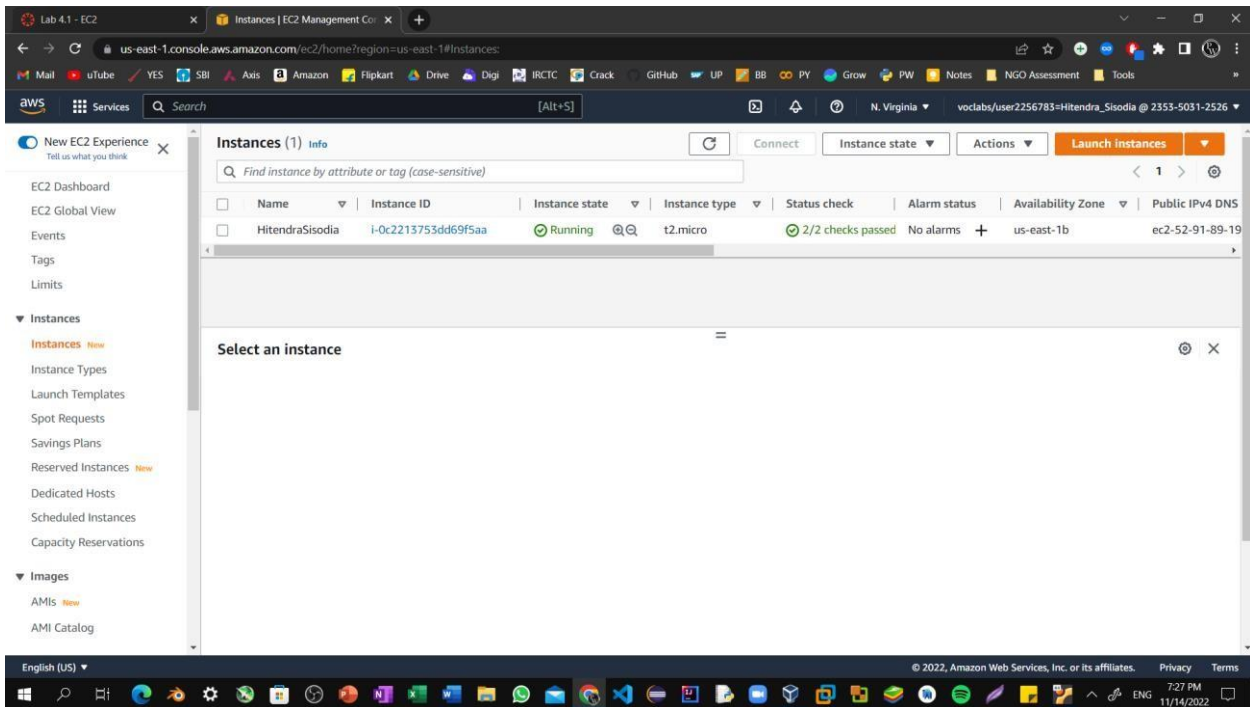 Lab 4.1 - EC2
Instances | EC2 Management Co
us-east-1.console.aws.amazon.com/ec2/home?region=us-east-1#Instances:
Mail uTube YES SBI Axis Amazon Flipkart Drive Digi IRCTC Crack GitHub UP BB PY Grow PW Notes NGO Assessment Tools »
aws Services Search [Alt+S] N. Virginia voclabs/user2256783=Hitendra_Sisodia @ 2353-5031-2526
New EC2 Experience
Tell us what you think
EC2 Dashboard
EC2 Global View
Events
Tags
Limits
Instances
Instances New
Instance Types
Launch Templates
Spot Requests
Savings Plans
Reserved Instances New
Dedicated Hosts
Scheduled Instances
Capacity Reservations
Images
AMIs New
AMI Catalog
Instances (1) Info
Connect Instance state Actions Launch instances
Find instance by attribute or tag (case-sensitive)
1
Name Instance ID Instance state Instance type Status check Alarm status Availability Zone Public IPv4 DNS
HitendraSisodia i-0c2213753dd69f5aa Running t2.micro 2/2 checks passed No alarms + us-east-1b ec2-52-91-89-19
Select an instance
English (US) © 2022, Amazon Web Services, Inc. or its affiliates. Privacy Terms
ENG 7:27 PM
11/14/2022